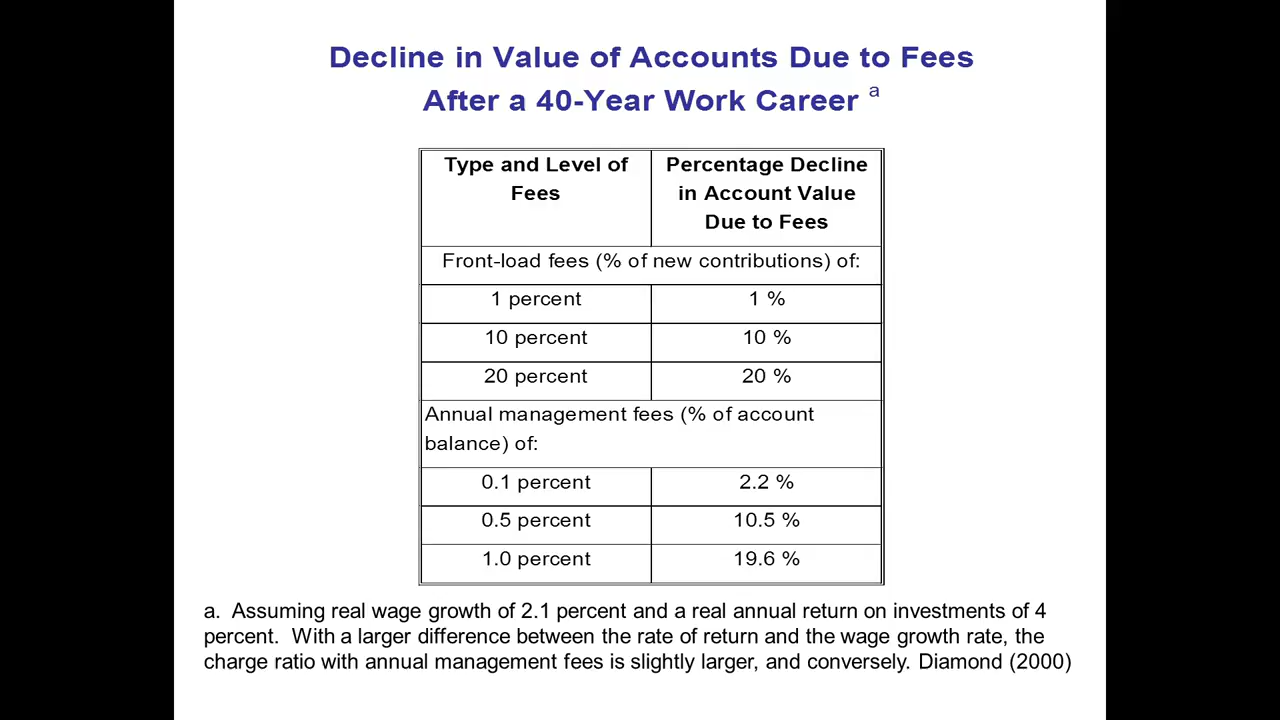 Decline in Value of Accounts Due to Fees
After a 40-Year Work Career a
Type and Level of
Fees
Percentage Decline
in Account Value
Due to Fees
Front-load fees (% of new contributions) of:
1 percent 1 %
10 percent 10 %
20 percent 20 %
Annual management fees (% of account
balance) of:
0.1 percent 2.2 %
0.5 percent 10.5 %
1.0 percent 19.6 %
a. Assuming real wage growth of 2.1 percent and a real annual return on investments of 4
percent. With a larger difference between the rate of return and the wage growth rate, the
charge ratio with annual management fees is slightly larger, and conversely. Diamond (2000)